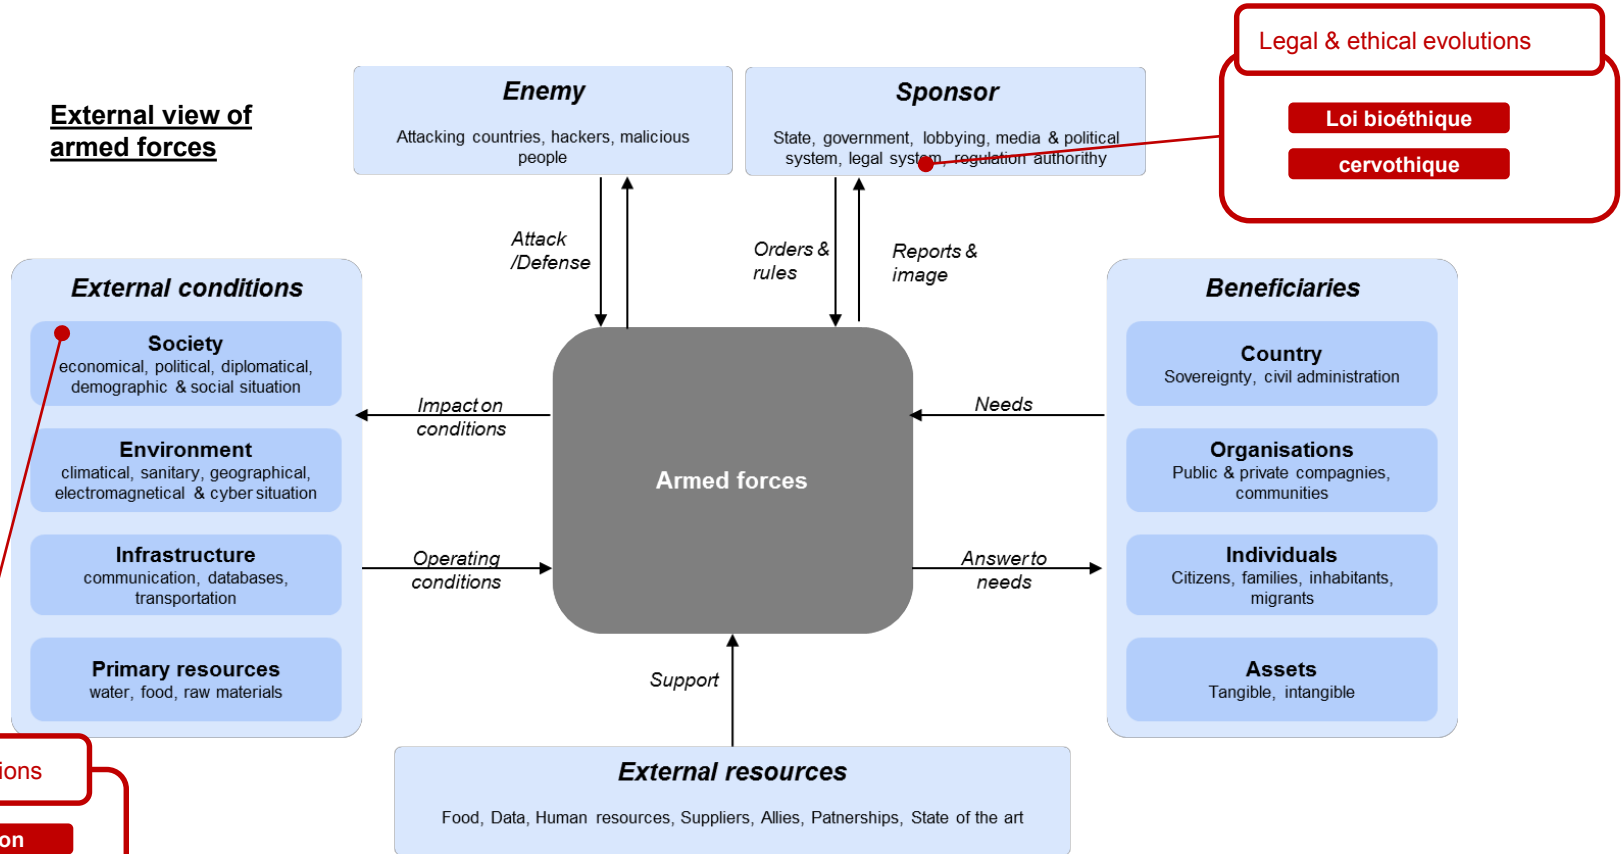 Legal & ethical evolutions
Loi bioéthique
cervothique
External view of
armed forces
Enemy
Attacking countries, hackers, malicious
people
Sponsor
State, government, lobbying, media & political
system, legal system, regulation authorithy
Attack
/Defense
Orders &
rules
Reports &
image
External conditions
Society
economical, political, diplomatical,
demographic & social situation
Environment
climatical, sanitary, geographical,
electromagnetical & cyber situation
Infrastructure
communication, databases,
transportation
Primary resources
water, food, raw materials
Impact on
conditions
Operating
conditions
Armed forces
Needs
Answer to
needs
Support
Beneficiaries
Country
Sovereignty, civil administration
Organisations
Public & private compagnies,
communities
Individuals
Citizens, families, inhabitants,
migrants
Assets
Tangible, intangible
External resources
Food, Data, Human resources, Suppliers, Allies, Patnerships, State of the art